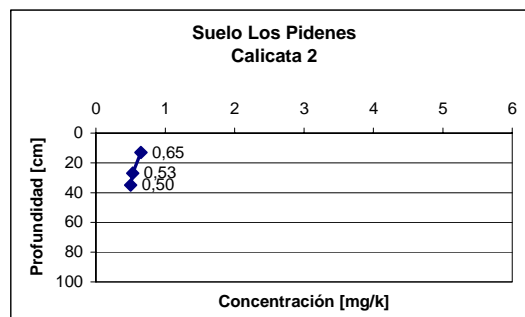 Suelo Los Pidenes
Calicata 2
0 1 2 3 4 5 6
0
20
40
60
80
100
0,65
0,53
0,50
Profundidad [cm]
Concentración [mg/k]